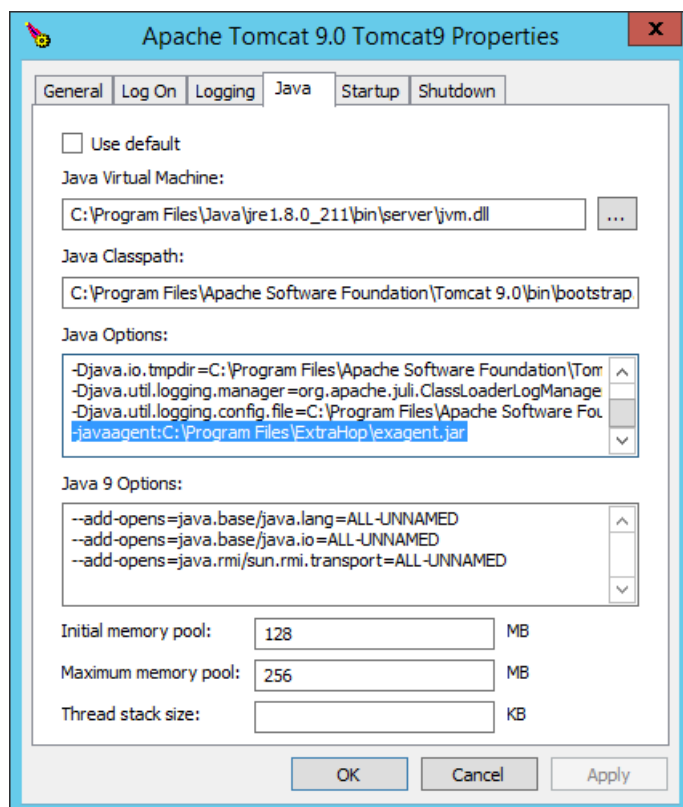 Apache Tomcat 9.0 Tomcat9 Properties
x
General Log On Logging Java Startup Shutdown
Use default
Java Virtual Machine:
C:\Program Files\Java\jre1.8.0_211\bin\server\jvm.dll
...
Java Classpath:
C:\Program Files\Apache Software Foundation\Tomcat 9.0\bin\bootstrap
Java Options:
-Djava.io.tmpdir=C:\Program Files\Apache Software Foundation\Tom
-Djava.util.logging.manager=org.apache.juli.ClassLoaderLogManage
-Djava.util.logging.config.file=C:\Program Files\Apache Software Fou
-javaagent:C:\Program Files\ExtraHop\exagent.jar
Java 9 Options:
--add-opens=java.base/java.lang=ALL-UNNAMED
--add-opens=java.base/java.io=ALL-UNNAMED
--add-opens=java.rmi/sun.rmi.transport=ALL-UNNAMED
Initial memory pool: 128 MB
Maximum memory pool: 256 MB
Thread stack size: KB
OK Cancel Apply